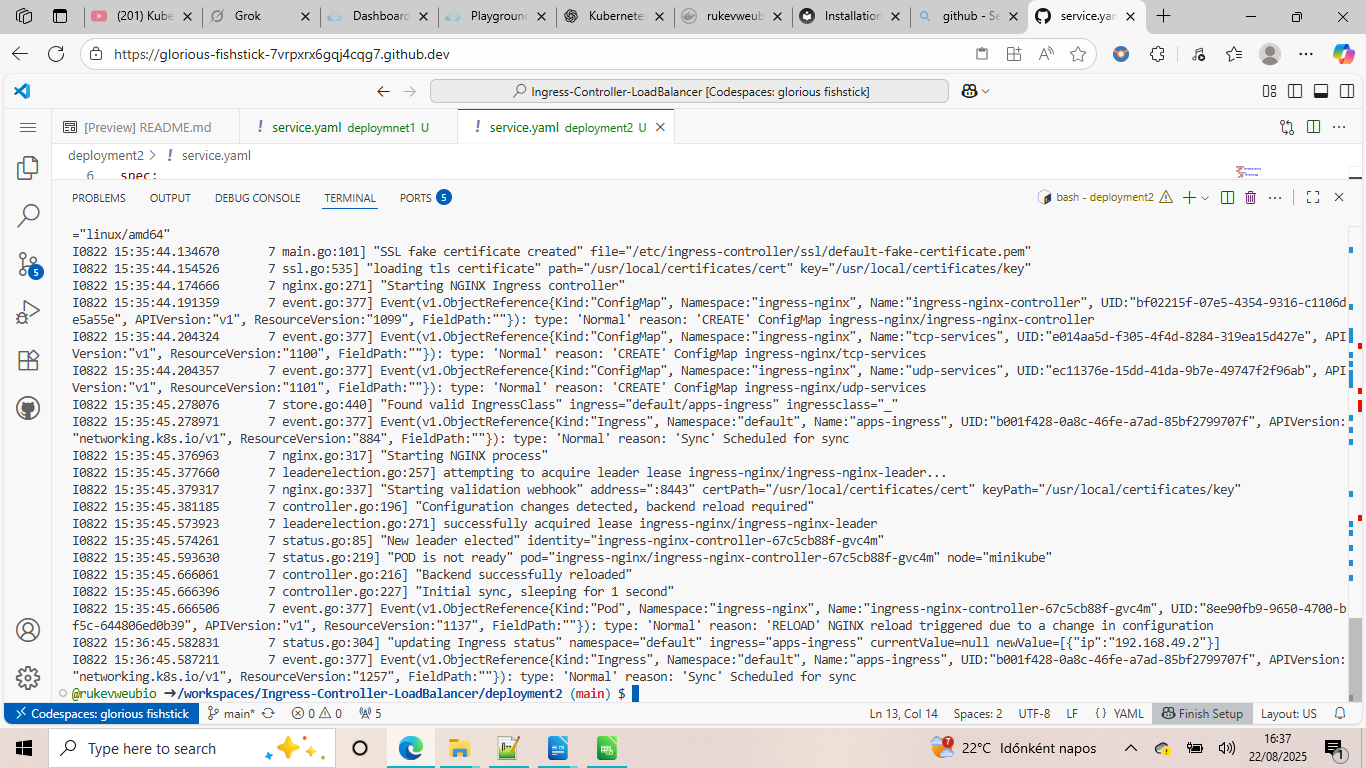 (201) Kube
Grok
Dashboard
Playground
Kubernetes
rukevweub
Installation
github - Se
service.yam
https://glorious-fishstick-7vrpxrx6gqj4cqg7.github.dev
Ingress-Controller-LoadBalancer [Codespaces: glorious fishstick]
[Preview] README.md
! service.yaml deploymnet1 U
! service.yaml deployment2 U
deployment2 > ! service.yaml
6 spec:
PROBLEMS OUTPUT DEBUG CONSOLE TERMINAL PORTS 5
bash - deployment2
="linux/amd64"
I0822 15:35:44.134670 7 main.go:101] "SSL fake certificate created" file="/etc/ingress-controller/ssl/default-fake-certificate.pem"
I0822 15:35:44.154526 7 ssl.go:535] "loading tls certificate" path="/usr/local/certificates/cert" key="/usr/local/certificates/key"
I0822 15:35:44.174666 7 nginx.go:271] "Starting NGINX Ingress controller"
I0822 15:35:44.191359 7 event.go:377] Event(v1.ObjectReference{Kind:"ConfigMap", Namespace:"ingress-nginx", Name:"ingress-nginx-controller", UID:"bf02215f-07e5-4354-9316-c1106d
e5a55e", APIVersion:"v1", ResourceVersion:"1099", FieldPath:""}): type: 'Normal' reason: 'CREATE' ConfigMap ingress-nginx/ingress-nginx-controller
I0822 15:35:44.204324 7 event.go:377] Event(v1.ObjectReference{Kind:"ConfigMap", Namespace:"ingress-nginx", Name:"tcp-services", UID:"e014aa5d-f305-4f4d-8284-319ea15d427e", API
Version:"v1", ResourceVersion:"1100", FieldPath:""}): type: 'Normal' reason: 'CREATE' ConfigMap ingress-nginx/tcp-services
I0822 15:35:44.204357 7 event.go:377] Event(v1.ObjectReference{Kind:"ConfigMap", Namespace:"ingress-nginx", Name:"udp-services", UID:"ec11376e-15dd-41da-9b7e-49747f2f96ab", API
Version:"v1", ResourceVersion:"1101", FieldPath:""}): type: 'Normal' reason: 'CREATE' ConfigMap ingress-nginx/udp-services
I0822 15:35:45.278076 7 store.go:440] "Found valid IngressClass" ingress="default/apps-ingress" ingressclass="_"
I0822 15:35:45.278971 7 event.go:377] Event(v1.ObjectReference{Kind:"Ingress", Namespace:"default", Name:"apps-ingress", UID:"b001f428-0a8c-46fe-a7ad-85bf2799707f", APIVersion:
"networking.k8s.io/v1", ResourceVersion:"884", FieldPath:""}): type: 'Normal' reason: 'Sync' Scheduled for sync
I0822 15:35:45.376963 7 nginx.go:317] "Starting NGINX process"
I0822 15:35:45.377660 7 leaderelection.go:257] attempting to acquire leader lease ingress-nginx/ingress-nginx-leader...
I0822 15:35:45.379317 7 nginx.go:337] "Starting validation webhook" address=":8443" certPath="/usr/local/certificates/cert" keyPath="/usr/local/certificates/key"
I0822 15:35:45.381185 7 controller.go:196] "Configuration changes detected, backend reload required"
I0822 15:35:45.573923 7 leaderelection.go:271] successfully acquired lease ingress-nginx/ingress-nginx-leader
I0822 15:35:45.574261 7 status.go:85] "New leader elected" identity="ingress-nginx-controller-67c5cb88f-gvc4m"
I0822 15:35:45.593630 7 status.go:219] "POD is not ready" pod="ingress-nginx/ingress-nginx-controller-67c5cb88f-gvc4m" node="minikube"
I0822 15:35:45.666061 7 controller.go:216] "Backend successfully reloaded"
I0822 15:35:45.666396 7 controller.go:227] "Initial sync, sleeping for 1 second"
I0822 15:35:45.666506 7 event.go:377] Event(v1.ObjectReference{Kind:"Pod", Namespace:"ingress-nginx", Name:"ingress-nginx-controller-67c5cb88f-gvc4m", UID:"8ee90fb9-9650-4700-b
f5c-644806ed0b39", APIVersion:"v1", ResourceVersion:"1137", FieldPath:""}): type: 'Normal' reason: 'RELOAD' NGINX reload triggered due to a change in configuration
I0822 15:36:45.582831 7 status.go:304] "updating Ingress status" namespace="default" ingress="apps-ingress" currentValue=null newValue=[{"ip":"192.168.49.2"}]
I0822 15:36:45.587211 7 event.go:377] Event(v1.ObjectReference{Kind:"Ingress", Namespace:"default", Name:"apps-ingress", UID:"b001f428-0a8c-46fe-a7ad-85bf2799707f", APIVersion:
"networking.k8s.io/v1", ResourceVersion:"1257", FieldPath:""}): type: 'Normal' reason: 'Sync' Scheduled for sync
@rukevweubio ➜/workspaces/Ingress-Controller-LoadBalancer/deployment2 (main) $
5
Codespaces: glorious fishstick main* 0 0 5 Ln 13, Col 14 Spaces: 2 UTF-8 LF {} YAML Finish Setup Layout: US
Type here to search
7 22°C Időnként napos
16:37
22/08/2025
1